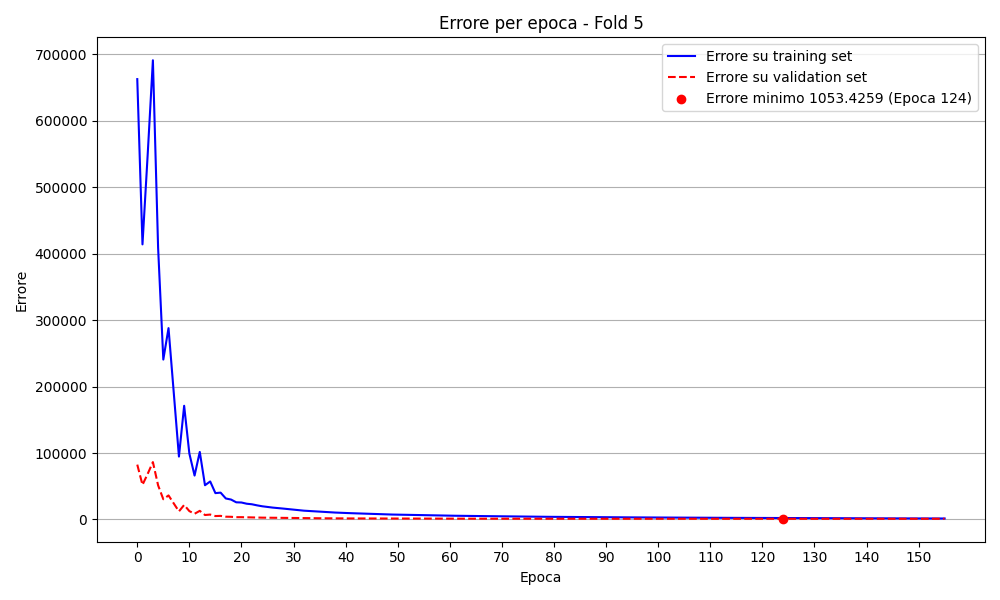 Errore per epoca - Fold 5
Errore su training set
Errore su validation set
Errore minimo 1053.4259 (Epoca 124)
Errore
700000
600000
500000
400000
300000
200000
100000
0
0 10 20 30 40 50 60 70 80 90 100 110 120 130 140 150
Epoca